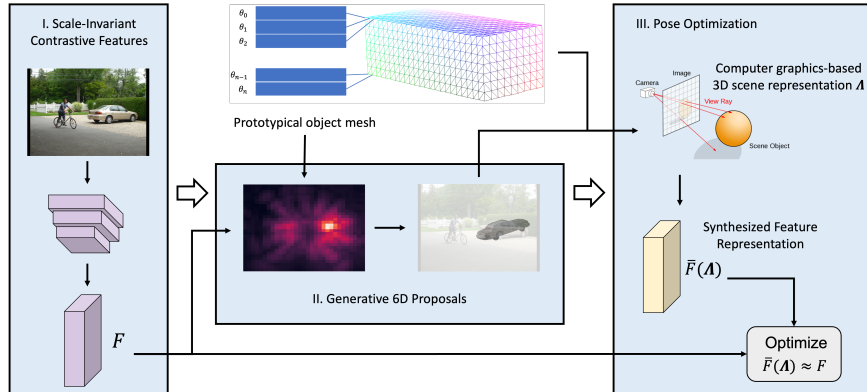 I. Scale-Invariant
Contrastive Features
F
θ₀
θ₁
θ₂
θₙ₋₁
θₙ
Prototypical object mesh
II. Generative 6D Proposals
III. Pose Optimization
Camera
Image
View Ray
Scene Object
Computer graphics-based
3D scene representation Λ
Synthesized Feature
Representation
F̄(Λ)
Optimize
F̄(Λ) ≈ F